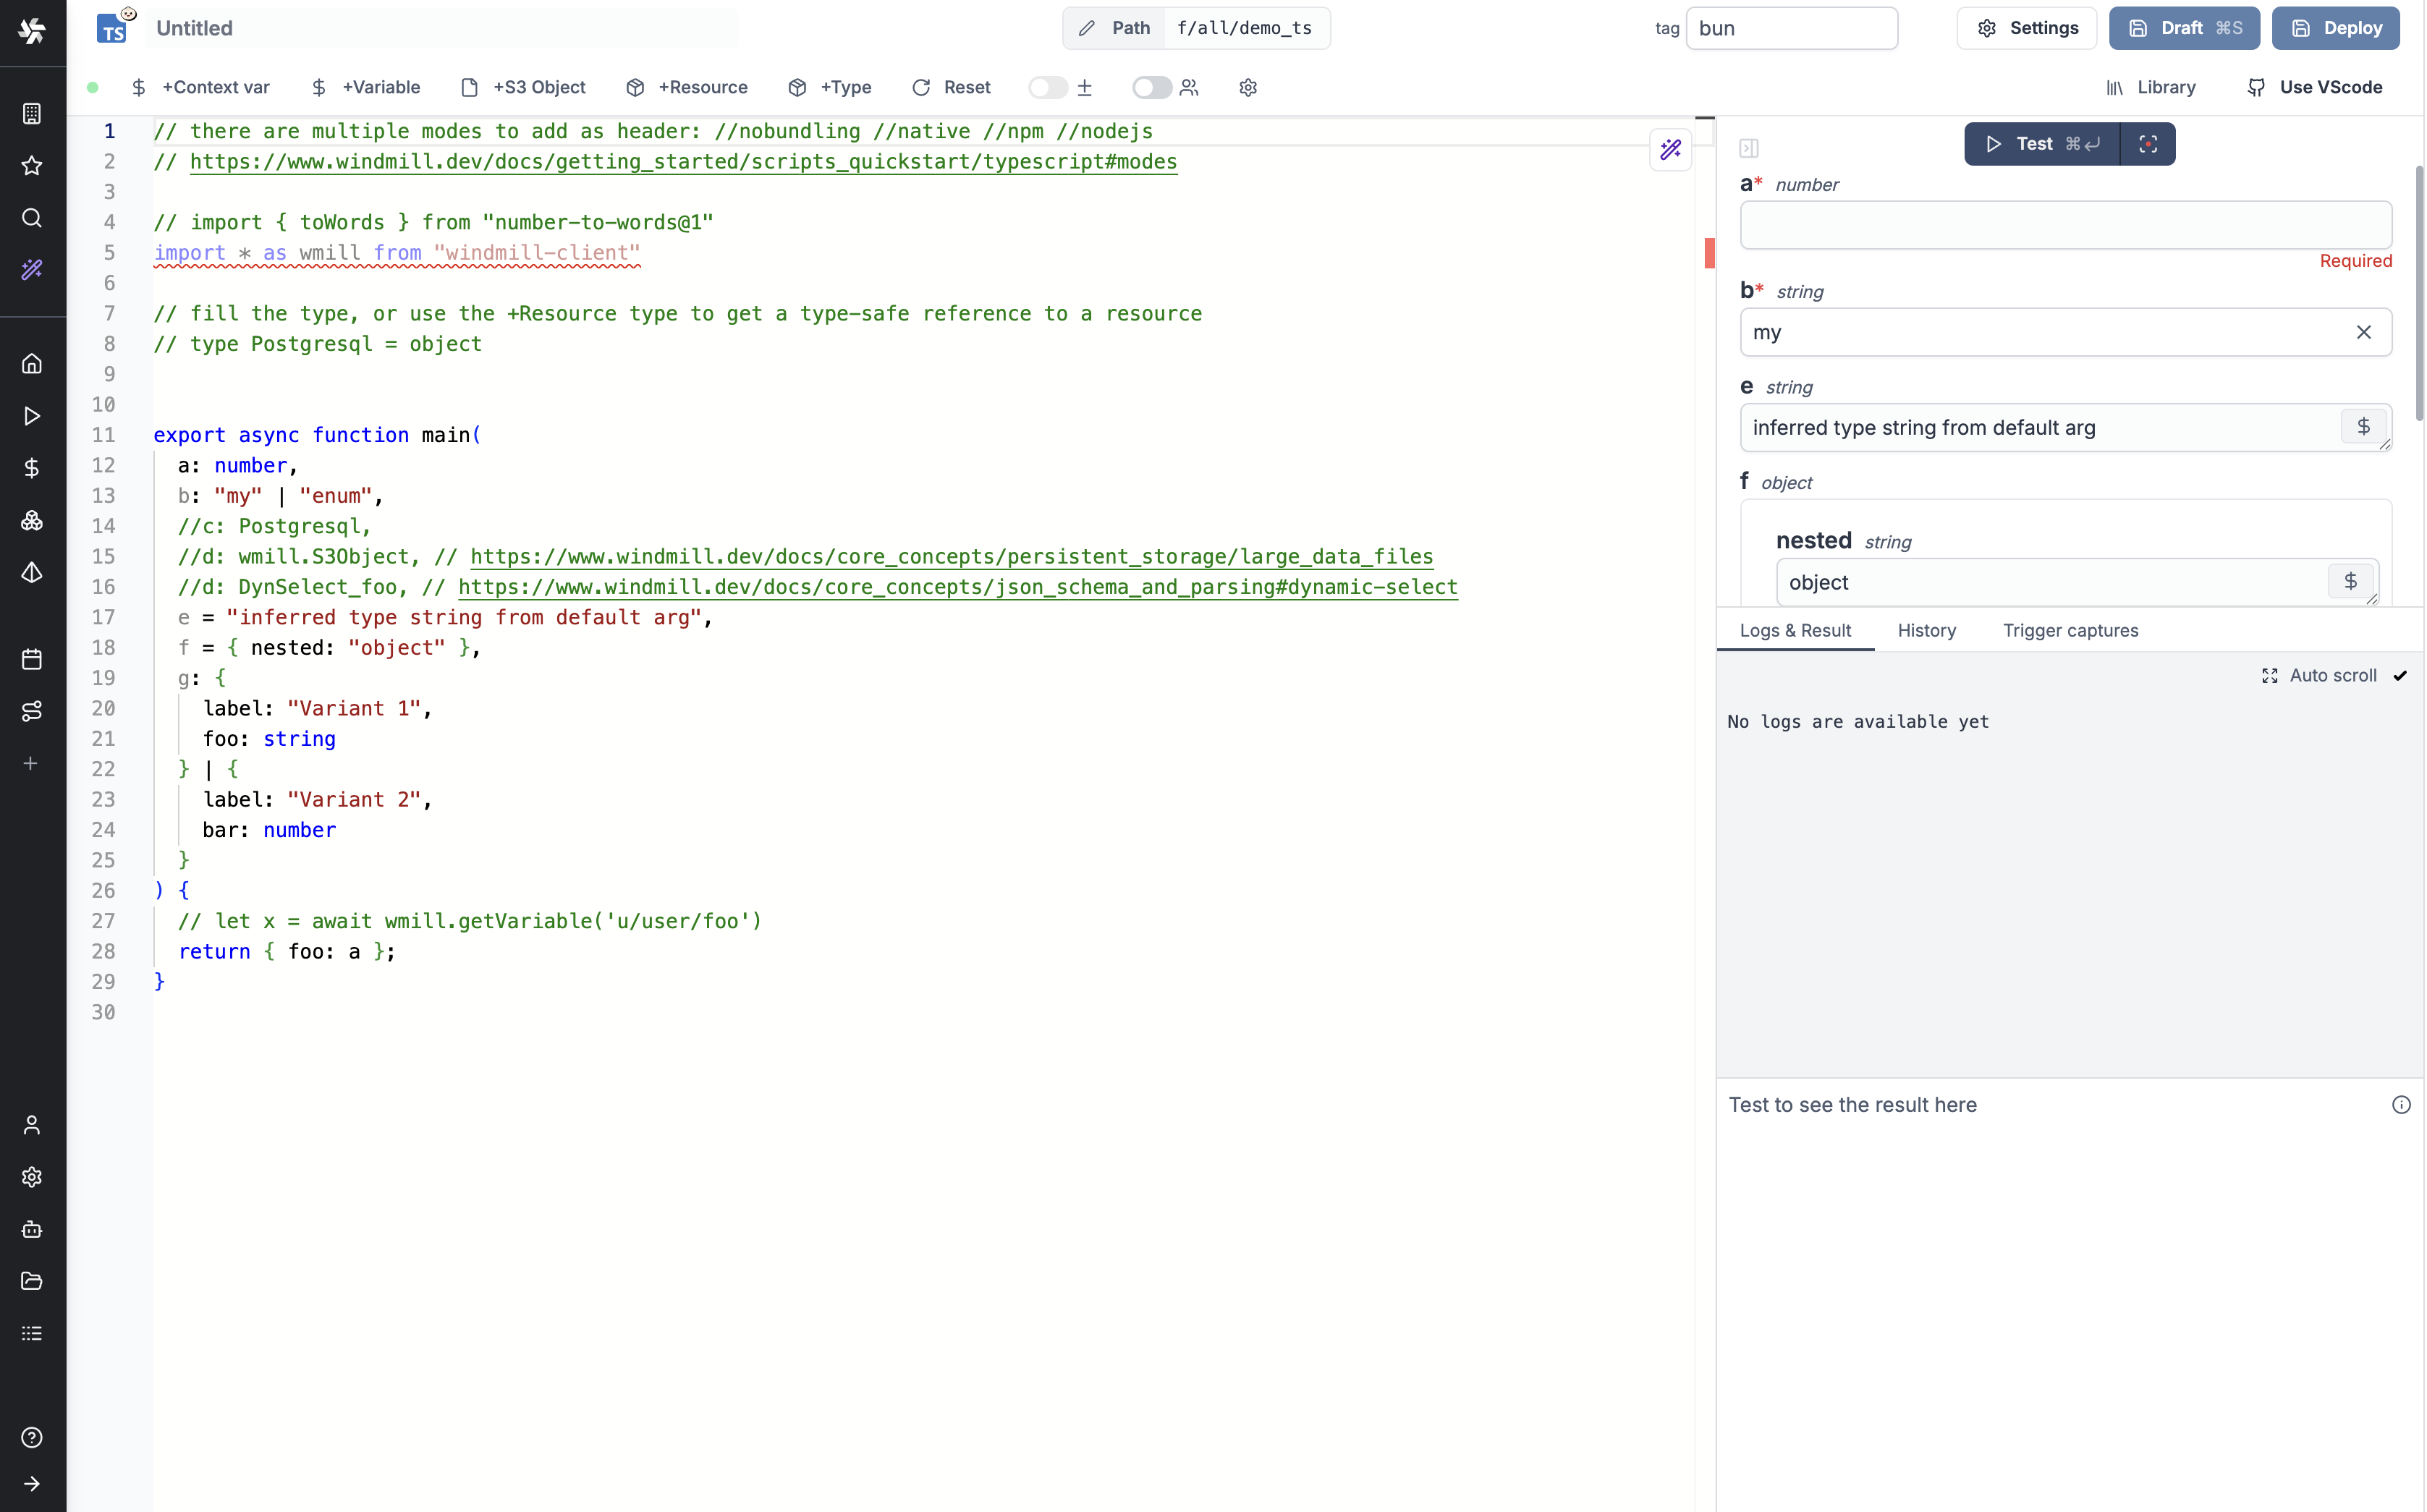 TS
Untitled
Path f/all/demo_ts
tag bun
Settings
Draft ⌘S
Deploy
+Context var
+Variable
+S3 Object
+Resource
+Type
Reset
±
Library
Use VScode
1 // there are multiple modes to add as header: //nobundling //native //npm //nodejs
2 // https://www.windmill.dev/docs/getting_started/scripts_quickstart/typescript#modes
3
4 // import { toWords } from "number-to-words@1"
5 import * as wmill from "windmill-client"
6
7 // fill the type, or use the +Resource type to get a type-safe reference to a resource
8 // type Postgresql = object
9
10
11 export async function main(
12 a: number,
13 b: "my" | "enum",
14 //c: Postgresql,
15 //d: wmill.S3Object, // https://www.windmill.dev/docs/core_concepts/persistent_storage/large_data_files
16 //d: DynSelect_foo, // https://www.windmill.dev/docs/core_concepts/json_schema_and_parsing#dynamic-select
17 e = "inferred type string from default arg",
18 f = { nested: "object" },
19 g: {
20 label: "Variant 1",
21 foo: string
22 } | {
23 label: "Variant 2",
24 bar: number
25 }
26 ) {
27 // let x = await wmill.getVariable('u/user/foo')
28 return { foo: a };
29 }
30
Test ⌘↵
a* number
Required
b* string
my
e string
inferred type string from default arg
$
f object
nested string
object
$
Logs & Result
History
Trigger captures
Auto scroll
No logs are available yet
Test to see the result here